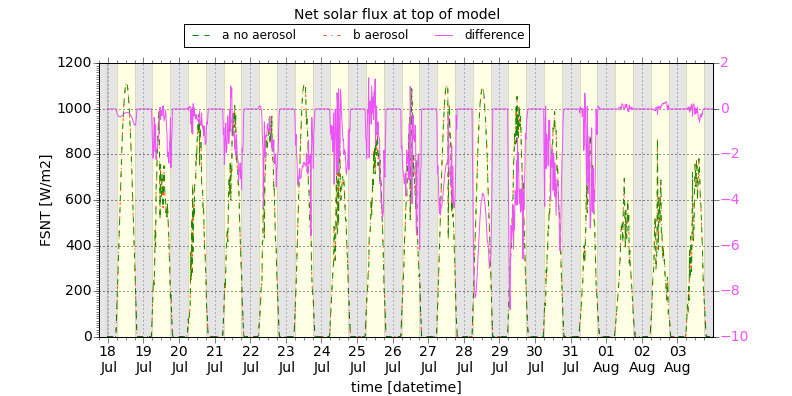 Net solar flux at top of model
a no aerosol b aerosol difference
FSNT [W/m2]
1200
1000
800
600
400
200
0
2
0
−2
−4
−6
−8
−10
18 19 20 21 22 23 24 25 26 27 28 29 30 31 01 02 03
Jul Jul Jul Jul Jul Jul Jul Jul Jul Jul Jul Jul Jul Jul Aug Aug Aug
time [datetime]